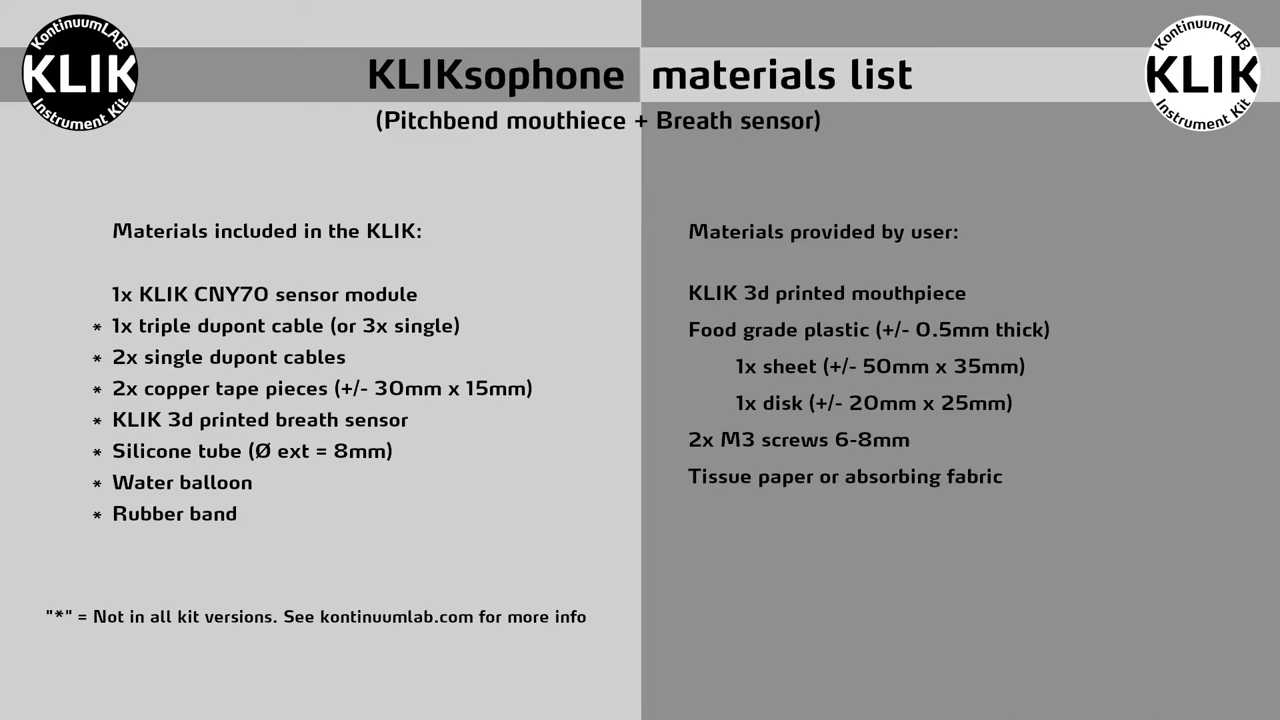 KontinuumLAB
KLIK
Instrument Kit
KLIKsophone materials list
(Pitchbend mouthiece + Breath sensor)
KontinuumLAB
KLIK
Instrument Kit
Materials included in the KLIK:
1x KLIK CNY70 sensor module
* 1x triple dupont cable (or 3x single)
* 2x single dupont cables
* 2x copper tape pieces (+/- 30mm x 15mm)
* KLIK 3d printed breath sensor
* Silicone tube (Ø ext = 8mm)
* Water balloon
* Rubber band
"*" = Not in all kit versions. See kontinuumlab.com for more info
Materials provided by user:
KLIK 3d printed mouthpiece
Food grade plastic (+/- 0.5mm thick)
1x sheet (+/- 50mm x 35mm)
1x disk (+/- 20mm x 25mm)
2x M3 screws 6-8mm
Tissue paper or absorbing fabric